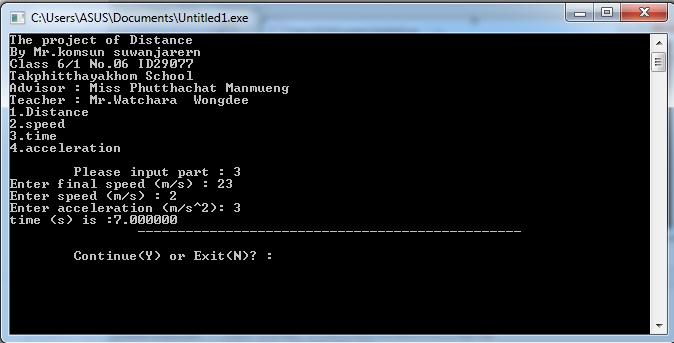 C:\Users\ASUS\Documents\Untitled1.exe
The project of Distance
By Mr.komsun suwanjarern
Class 6/1 No.06 ID29077
Takphitthayakhom School
Advisor : Miss Phutthachat Manmueng
Teacher : Mr.Watchara  Wongdee
1.Distance
2.speed
3.time
4.acceleration
Please input part : 3
Enter final speed (m/s) : 23
Enter speed (m/s) : 2
Enter acceleration (m/s^2): 3
time (s) is :7.000000
________________________________________________
Continue(Y) or Exit(N)? :